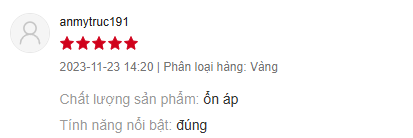 anmytruc191
2023-11-23 14:20 | Phân loại hàng: Vàng
Chất lượng sản phẩm: ổn áp
Tính năng nổi bật: đúng